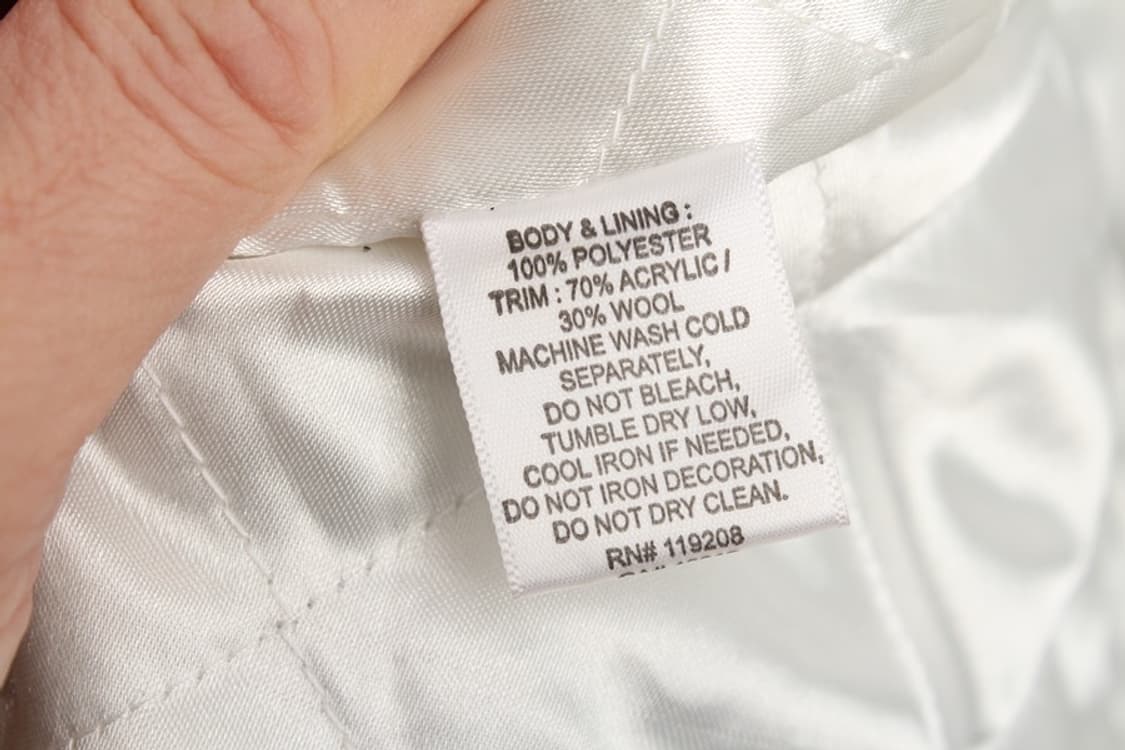 BODY & LINING :
100% POLYESTER
TRIM : 70% ACRYLIC /
30% WOOL
MACHINE WASH COLD
SEPARATELY,
DO NOT BLEACH,
TUMBLE DRY LOW,
COOL IRON IF NEEDED,
DO NOT IRON DECORATION,
DO NOT DRY CLEAN.
RN# 119208